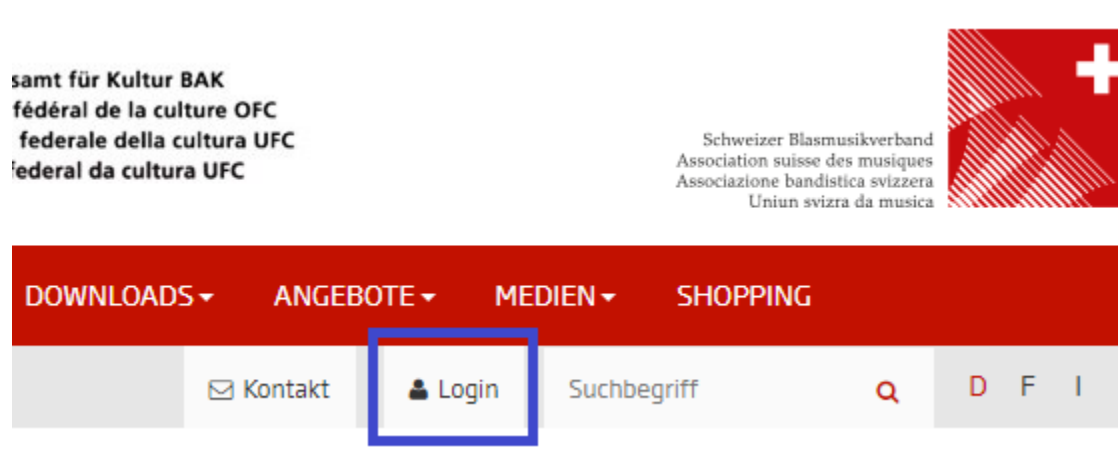 samt für Kultur BAK
fédéral de la culture OFC
federale della cultura UFC
federal da cultura UFC
Schweizer Blasmusikverband
Association suisse des musiques
Associazione bandistica svizzera
Uniun svizra da musica
DOWNLOADS ANGEBOTE MEDIEN SHOPPING
Kontakt Login Suchbegriff D F I